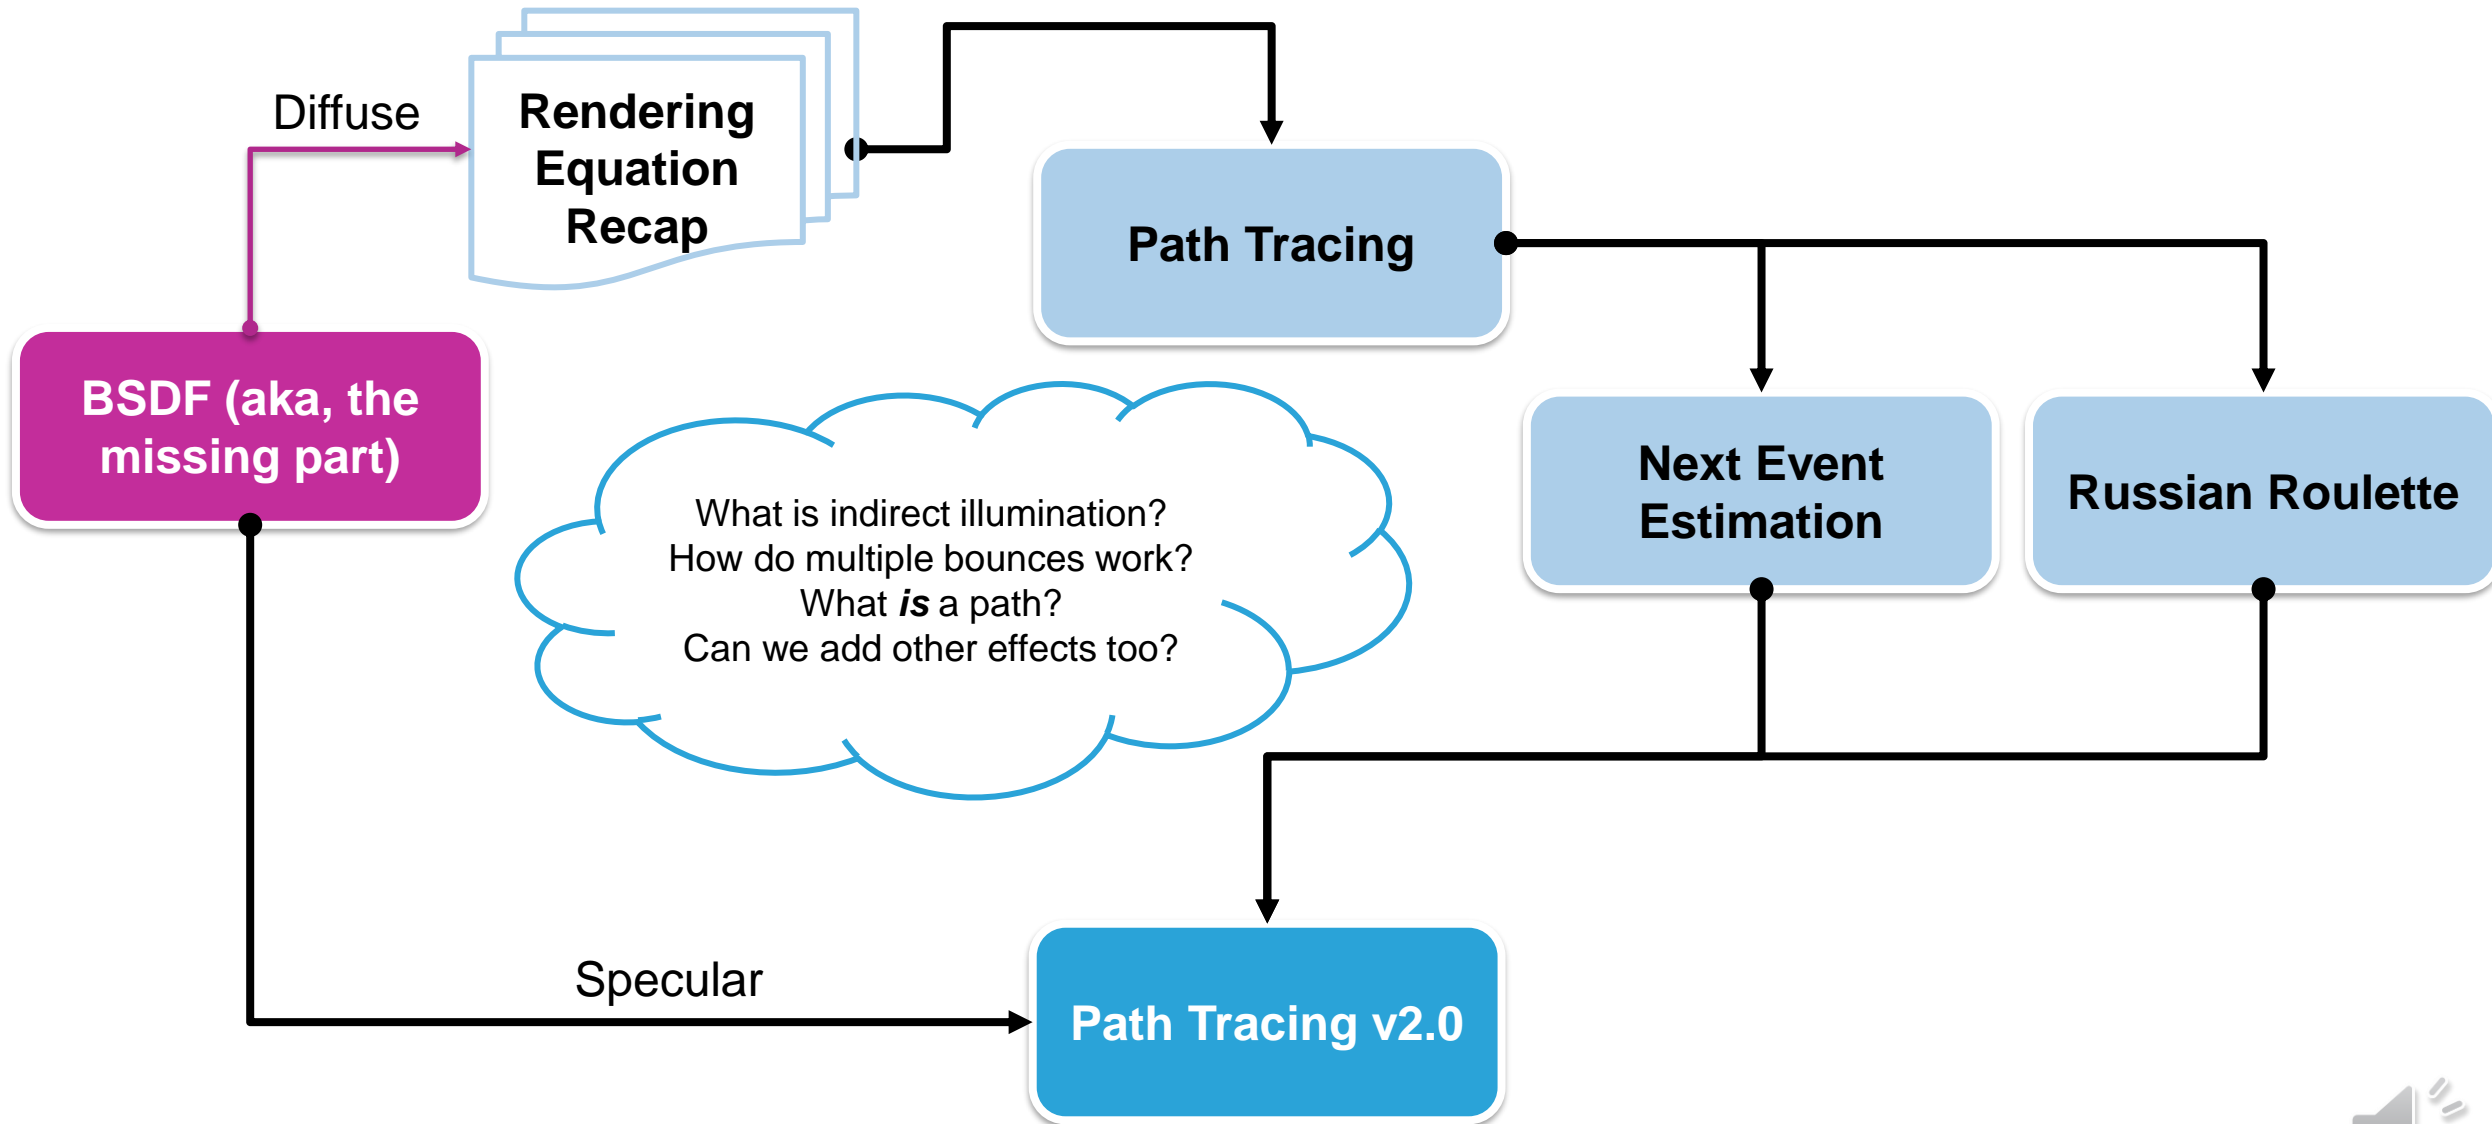 Diffuse
Rendering
Equation
Recap
Path Tracing
BSDF (aka, the
missing part)
What is indirect illumination?
How do multiple bounces work?
What is a path?
Can we add other effects too?
Next Event
Estimation
Russian Roulette
Specular
Path Tracing v2.0